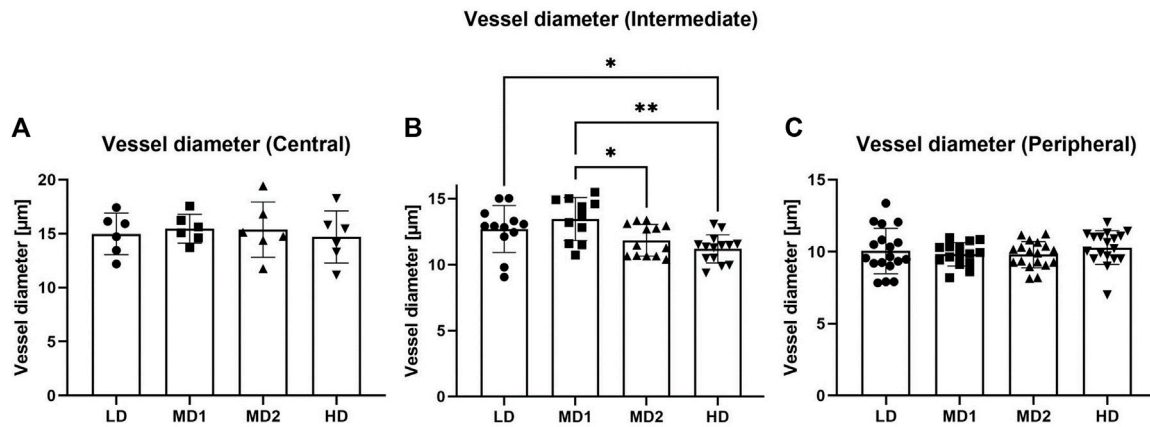 Vessel diameter (Intermediate)
A
Vessel diameter (Central)
Vessel diameter [µm]
20
15
10
5
0
LD MD1 MD2 HD
B
*
**
*
Vessel diameter [µm]
15
10
5
0
LD MD1 MD2 HD
C
Vessel diameter (Peripheral)
Vessel diameter [µm]
15
10
5
0
LD MD1 MD2 HD